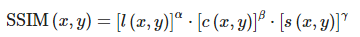 SSIM (x, y) = [l (x, y)]^α · [c (x, y)]^β · [s (x, y)]^γ